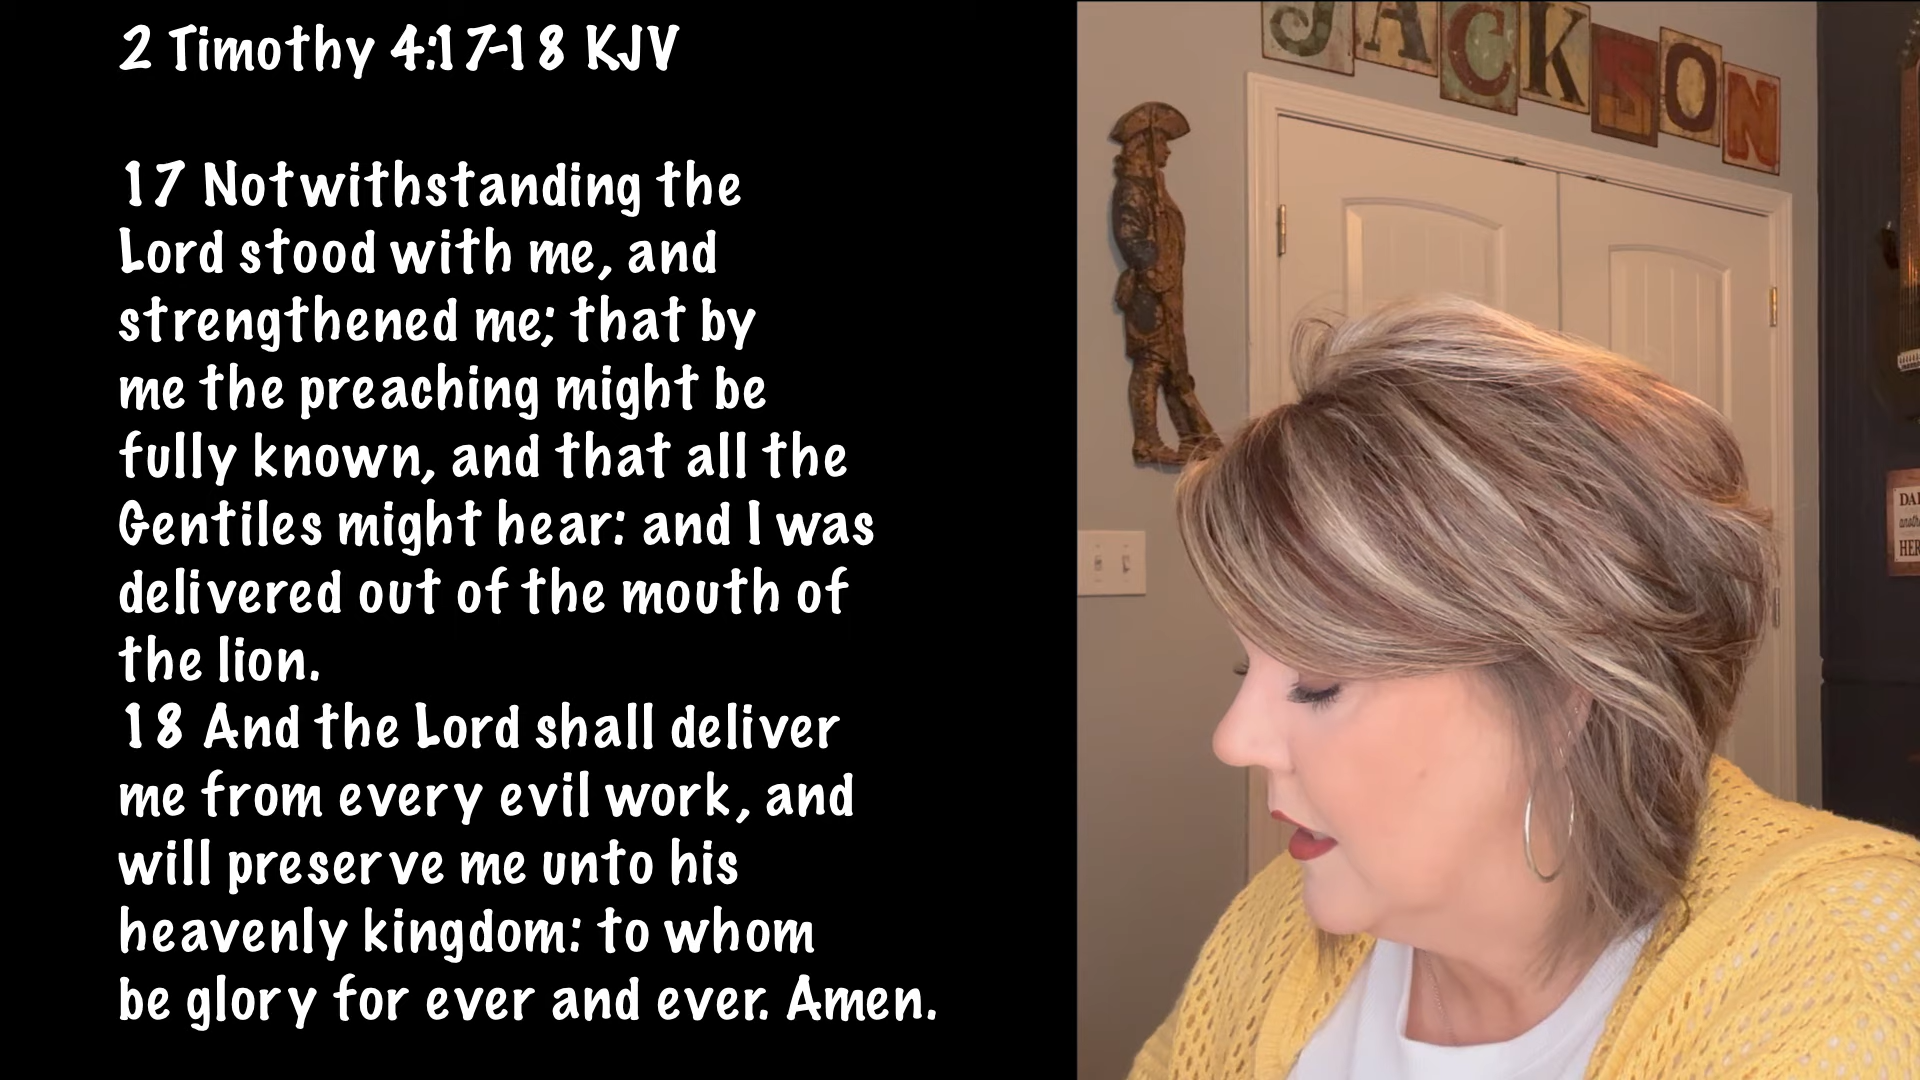 2 Timothy 4:17-18 KJV
17 Notwithstanding the
Lord stood with me, and
strengthened me; that by
me the preaching might be
fully known, and that all the
Gentiles might hear: and I was
delivered out of the mouth of
the lion.
18 And the Lord shall deliver
me from every evil work, and
will preserve me unto his
heavenly kingdom: to whom
be glory for ever and ever. Amen.
JACKSON